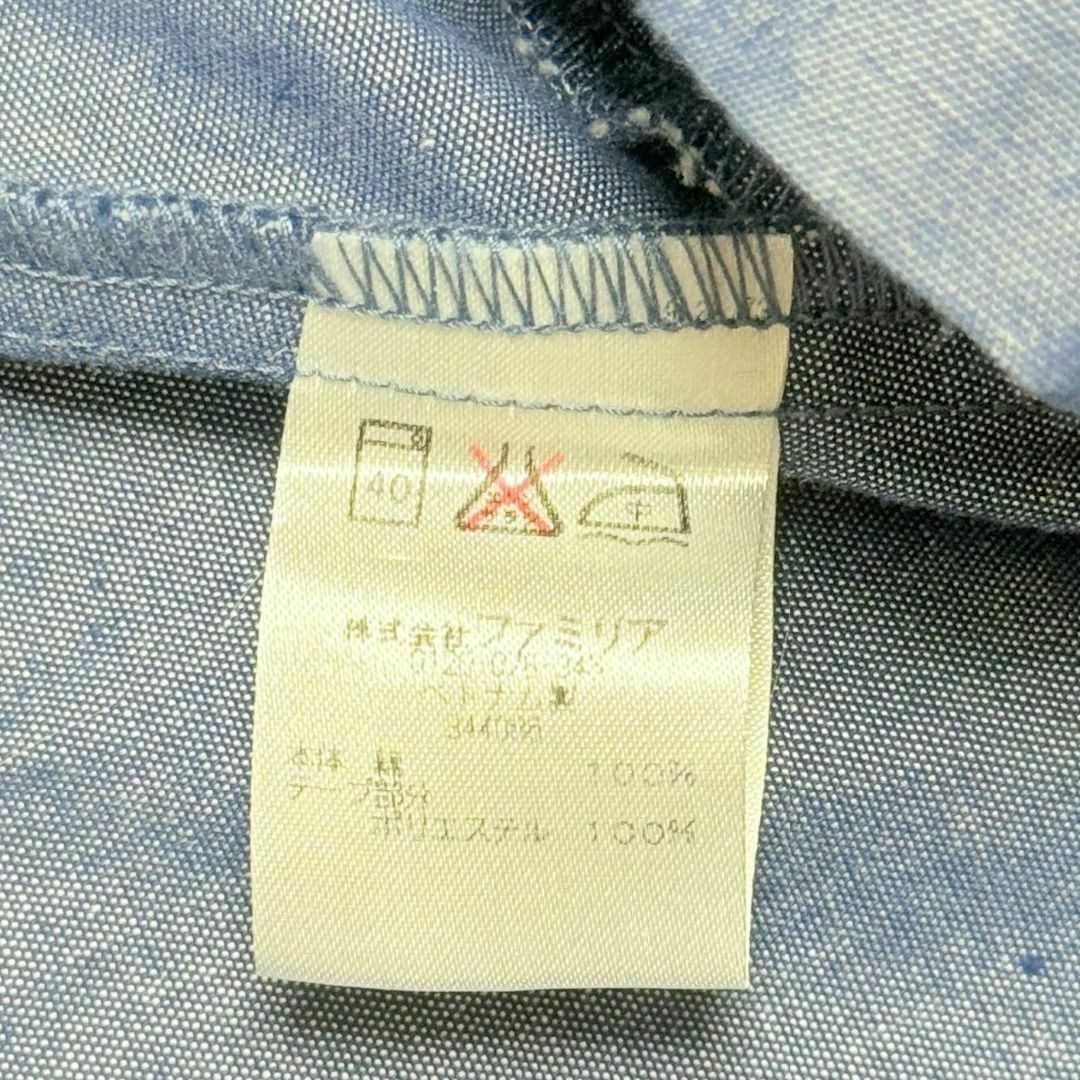 40
中
株式会社ファミリア
ベトナム製
本体 綿 100%
テープ部分
ポリエステル 100%